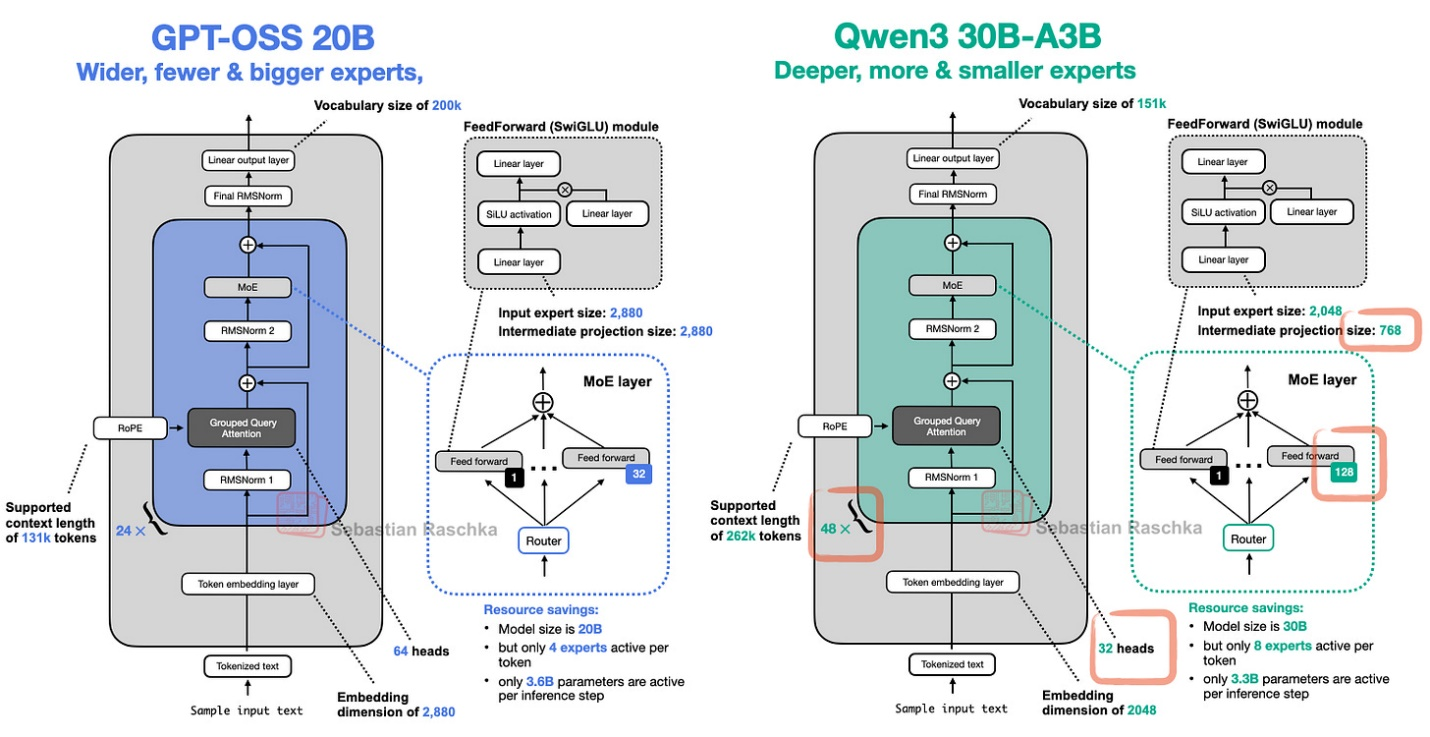 GPT-OSS 20B
Wider, fewer & bigger experts,
Vocabulary size of 200k
FeedForward (SwiGLU) module
Linear output layer
Final RMSNorm
Linear layer
SiLU activation
Linear layer
Linear layer
MoE
RMSNorm 2
Input expert size: 2,880
Intermediate projection size: 2,880
MoE layer
RoPE
Grouped Query
Attention
RMSNorm 1
Feed forward
1
Feed forward
32
Router
Supported
context length
of 131k tokens
24 ×
Sebastian Raschka
Token embedding layer
Tokenized text
Sample input text
64 heads
Embedding
dimension of 2,880
Resource savings:
• Model size is 20B
• but only 4 experts active per
token
• only 3.6B parameters are active
per inference step
Qwen3 30B-A3B
Deeper, more & smaller experts
Vocabulary size of 151k
FeedForward (SwiGLU) module
Linear output layer
Final RMSNorm
Linear layer
SiLU activation
Linear layer
Linear layer
MoE
RMSNorm 2
Input expert size: 2,048
Intermediate projection size: 768
MoE layer
RoPE
Grouped Query
Attention
RMSNorm 1
Feed forward
1
Feed forward
128
Router
Supported
context length
of 262k tokens
48 ×
Sebastian Raschka
Token embedding layer
Tokenized text
Sample input text
32 heads
Embedding
dimension of 2048
Resource savings:
• Model size is 30B
• but only 8 experts active per
token
• only 3.3B parameters are active
per inference step